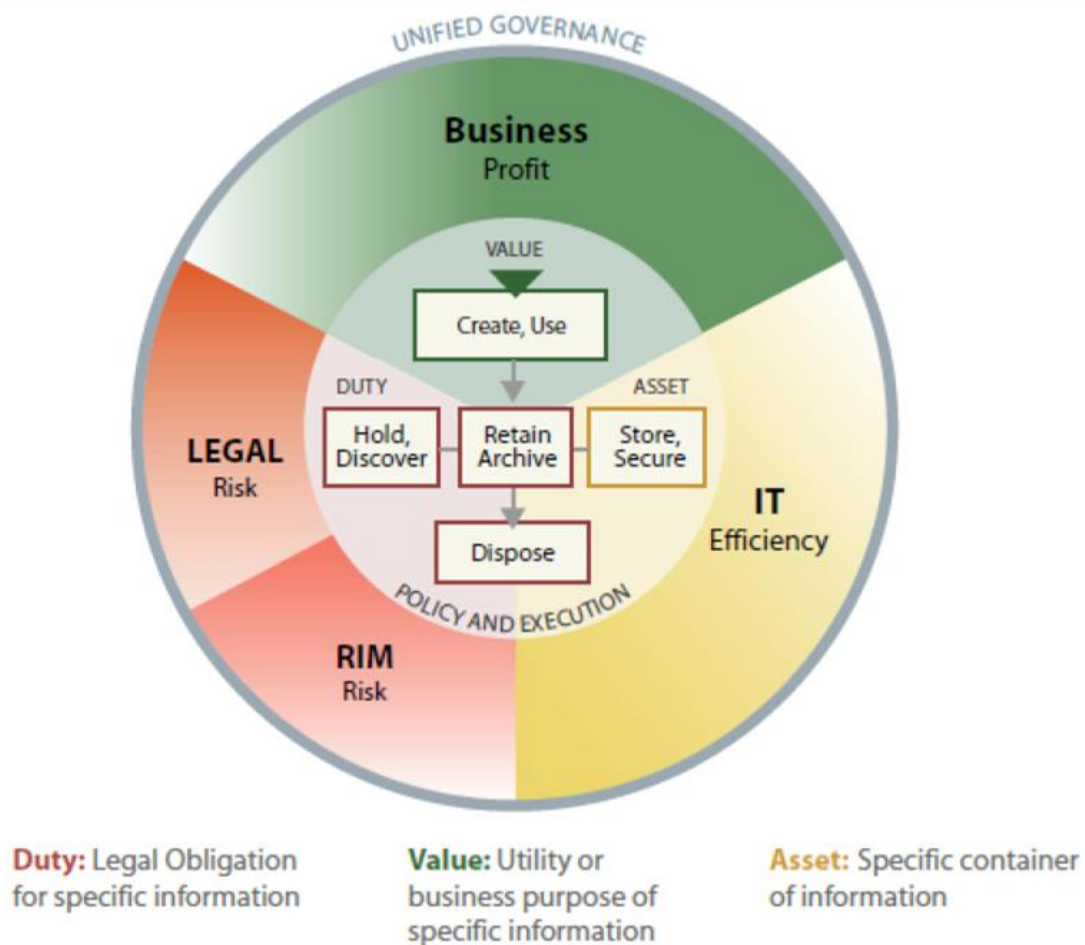 UNIFIED GOVERNANCE
Business
Profit
VALUE
Create, Use
DUTY
ASSET
Hold,
Discover
Retain
Archive
Store,
Secure
LEGAL
Risk
IT
Efficiency
Dispose
POLICY AND EXECUTION
RIM
Risk
Duty: Legal Obligation
for specific information
Value: Utility or
business purpose of
specific information
Asset: Specific container
of information